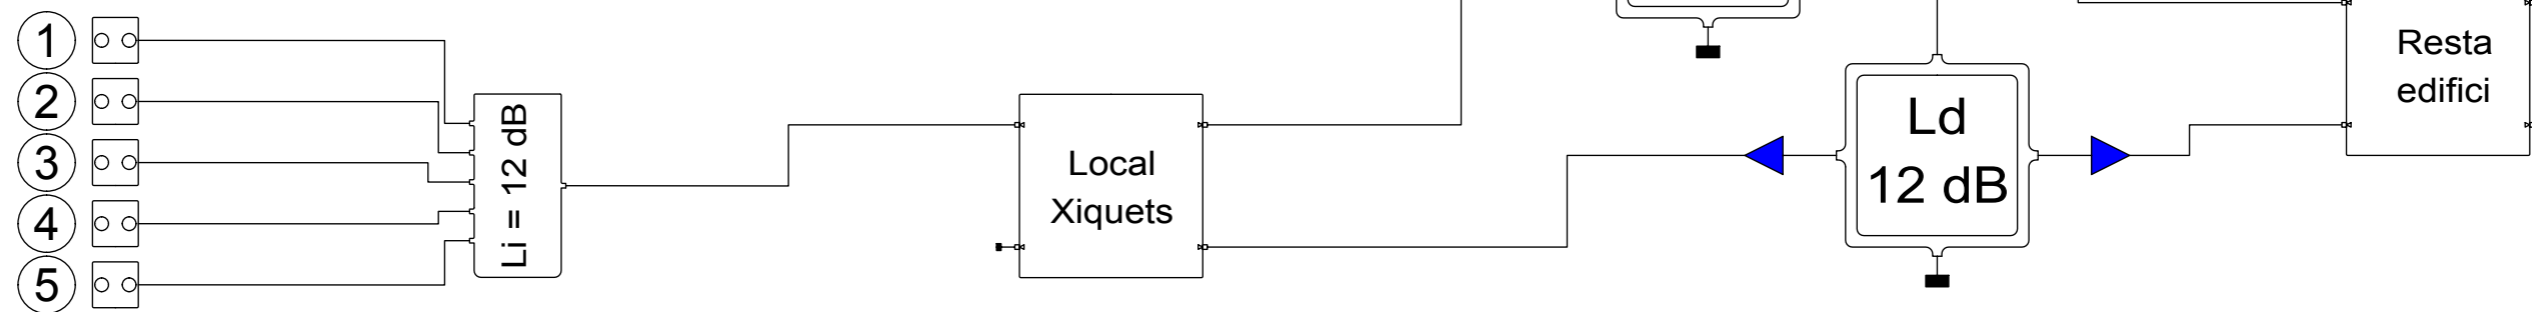 1
2
3
4
5
Li = 12 dB
Local
Xiquets
Ld
12 dB
Resta
edifici